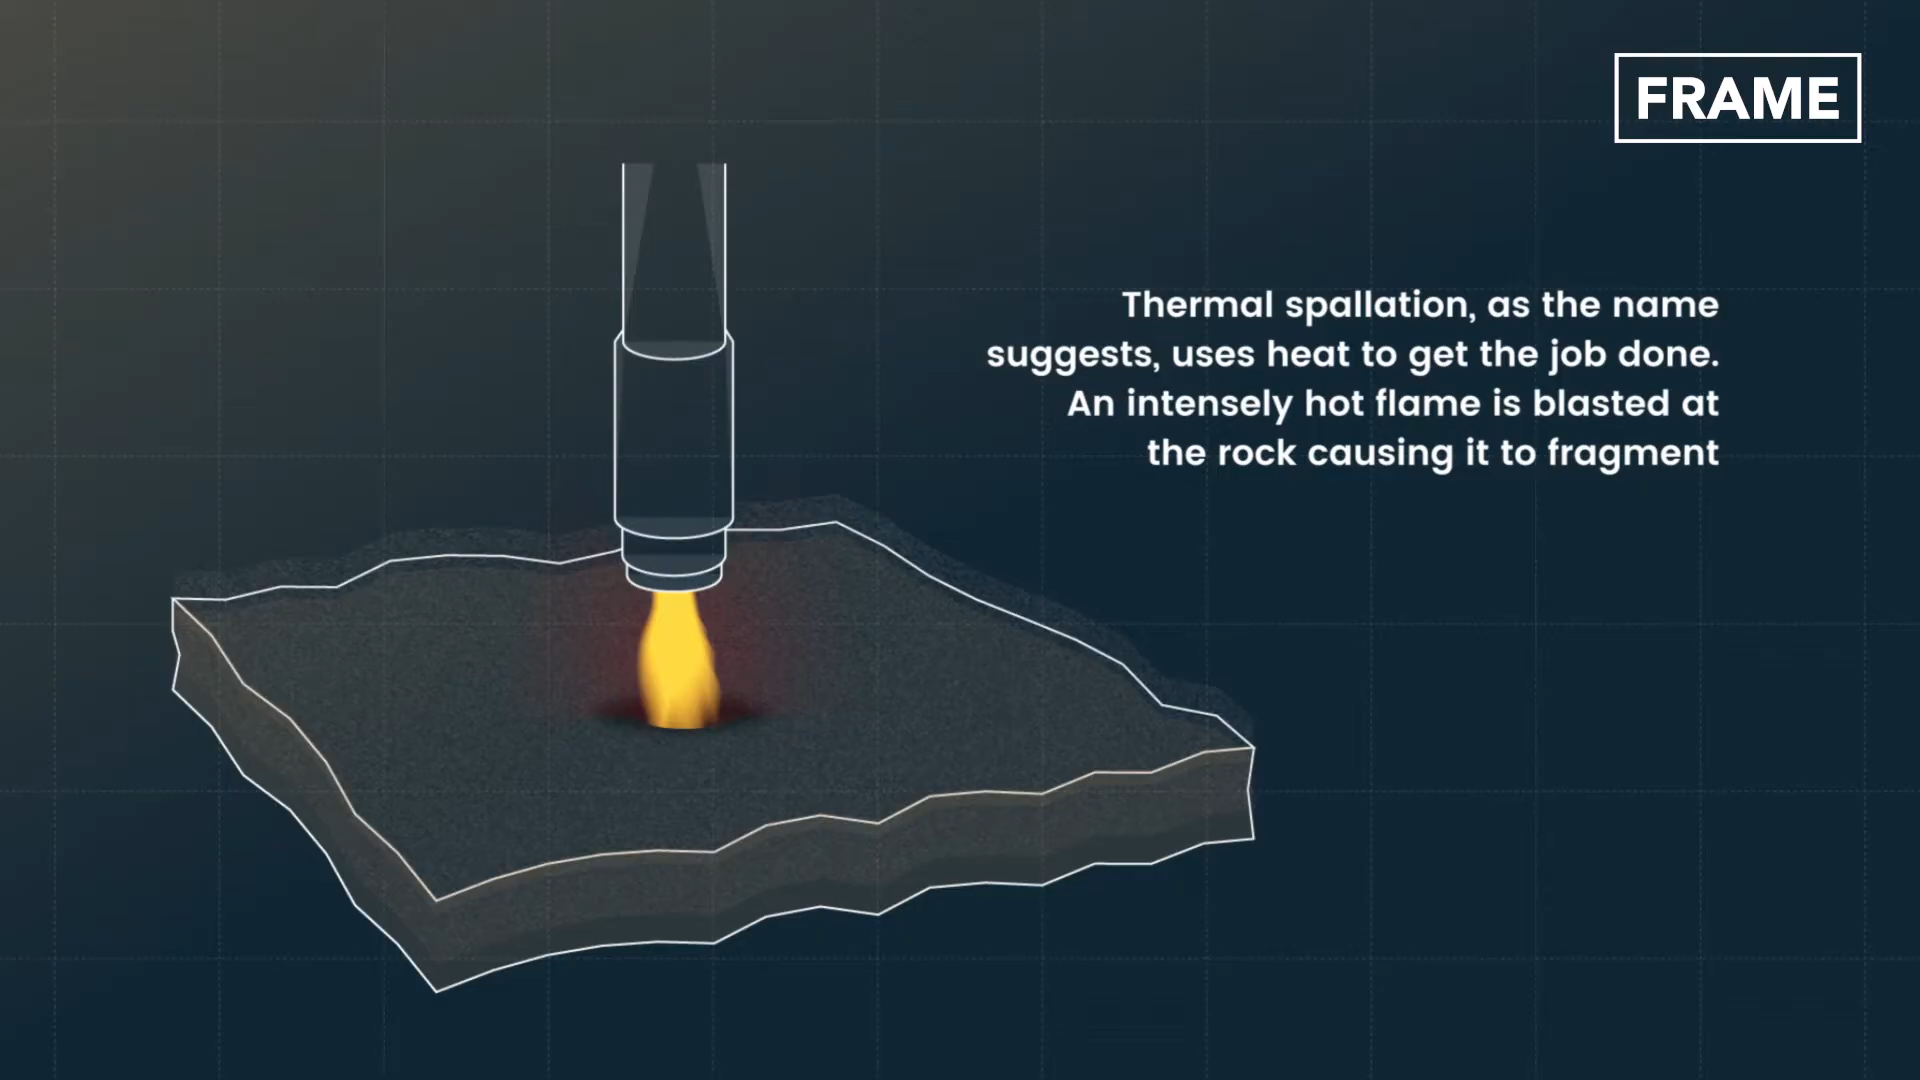 FRAME
Thermal spallation, as the name
suggests, uses heat to get the job done.
An intensely hot flame is blasted at
the rock causing it to fragment